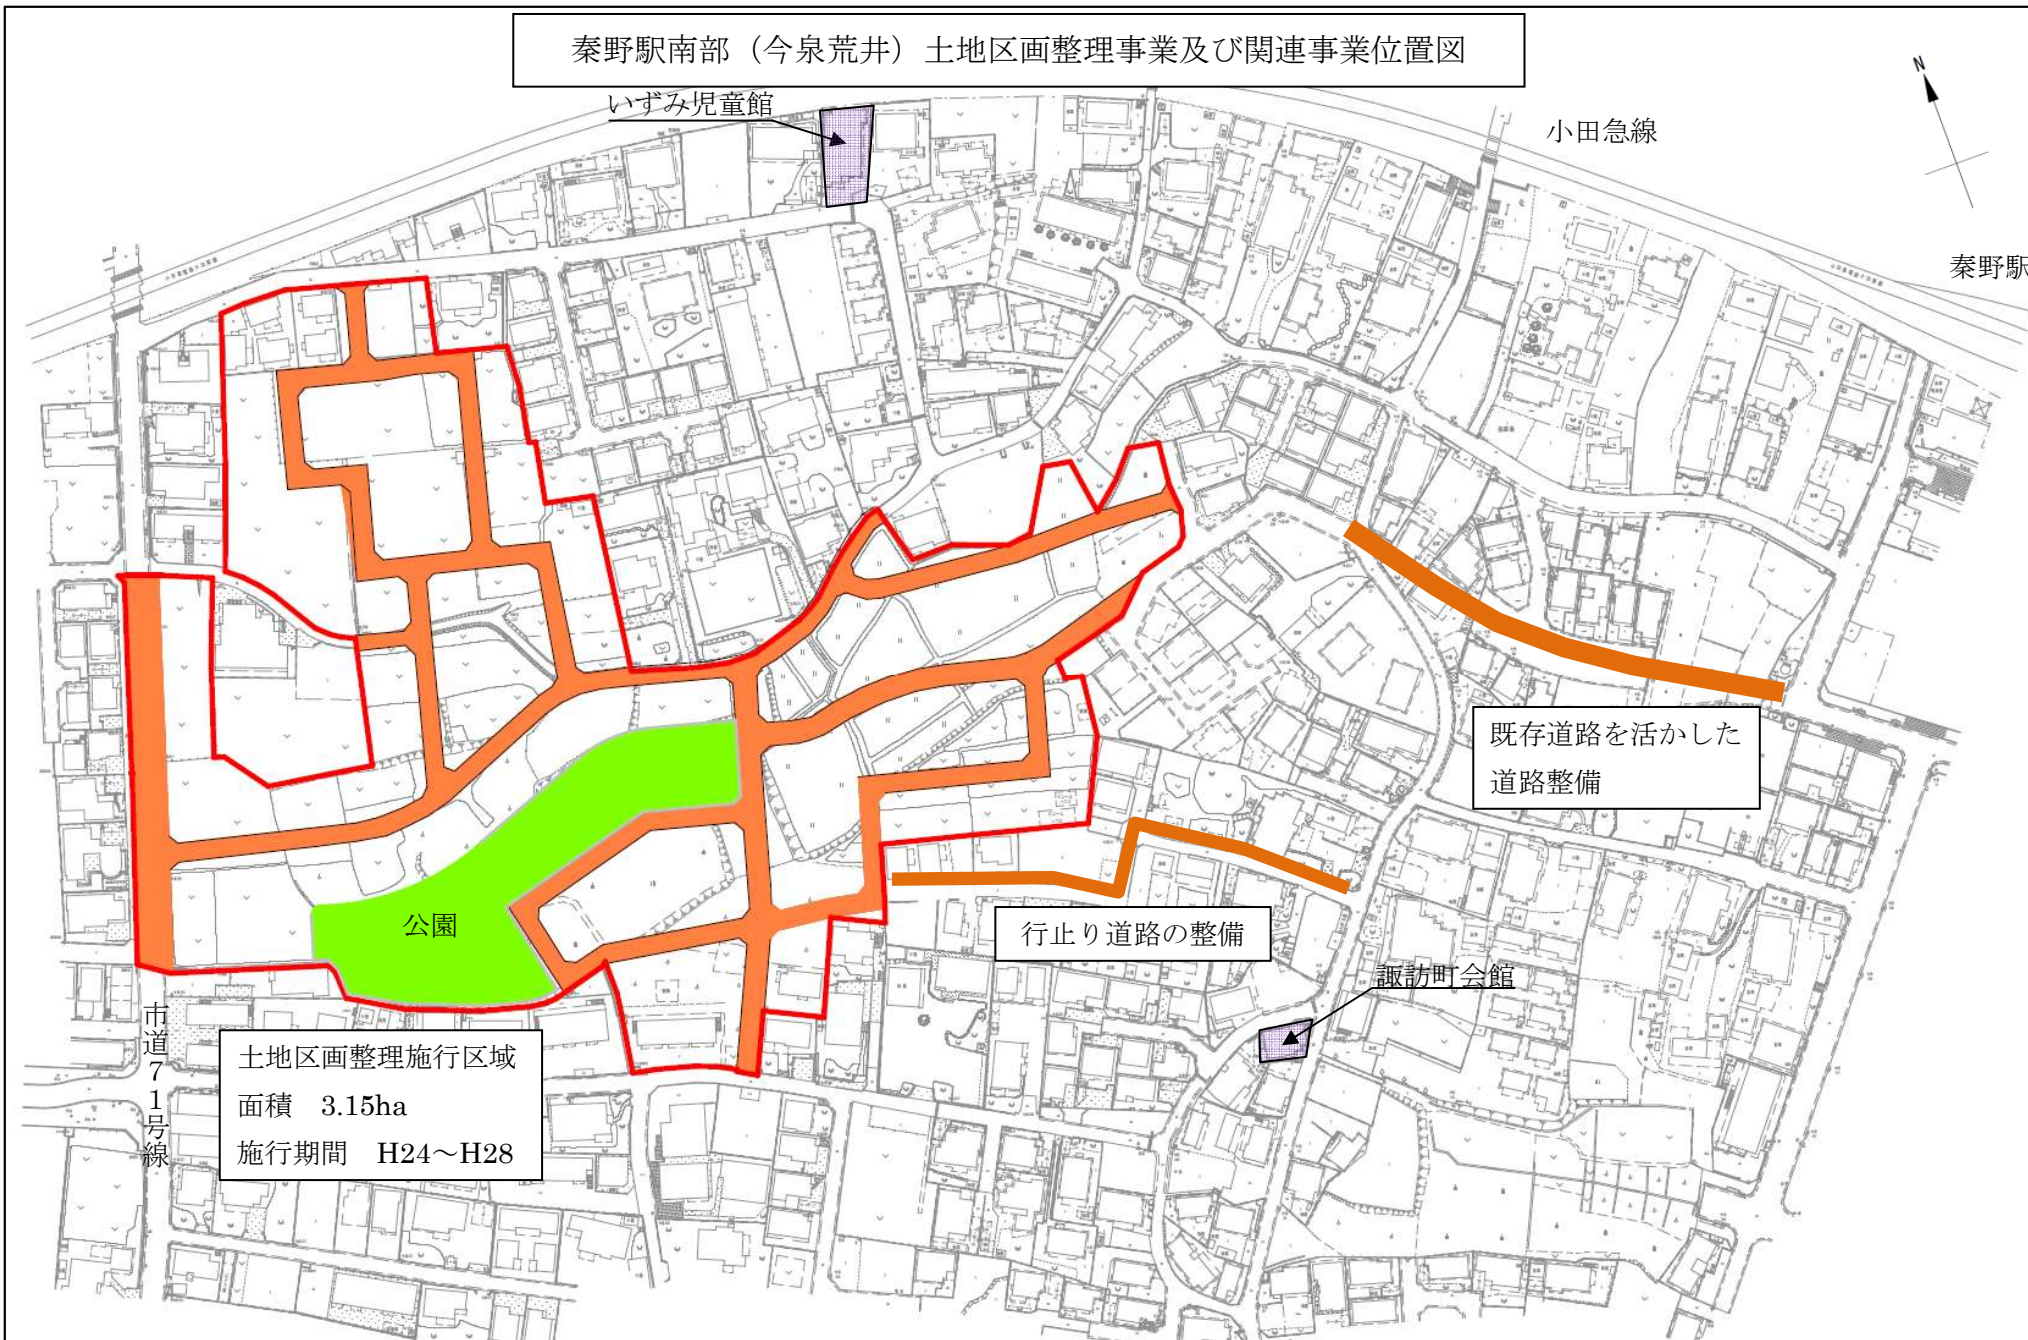 秦野駅南部（今泉荒井）土地区画整理事業及び関連事業位置図
いずみ児童館
N
小田急線
秦野駅
既存道路を活かした
道路整備
公園
行止り道路の整備
諏訪町会館
市道71号線
土地区画整理施行区域
面積　3.15ha
施行期間　H24～H28